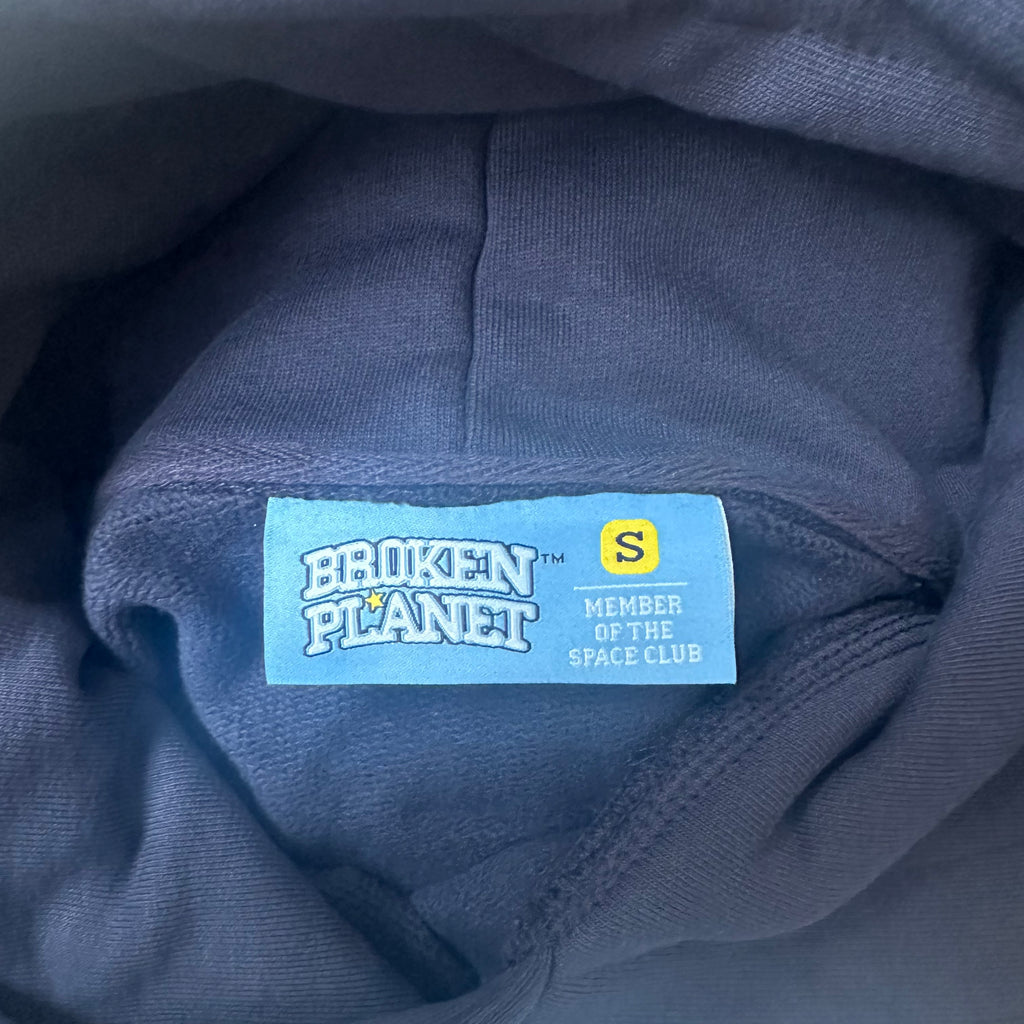 BROKEN™
PLANET
S
MEMBER
OF THE
SPACE CLUB